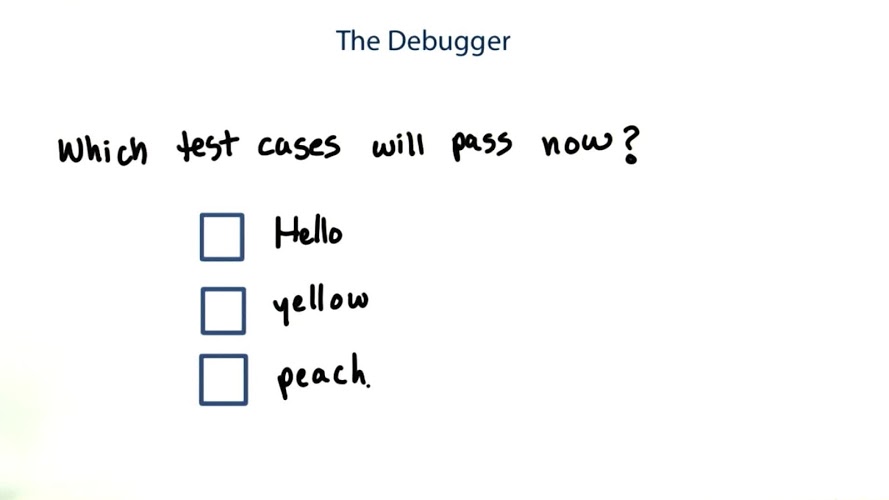 The Debugger
Which test cases will pass now?
Hello
yellow
peach.